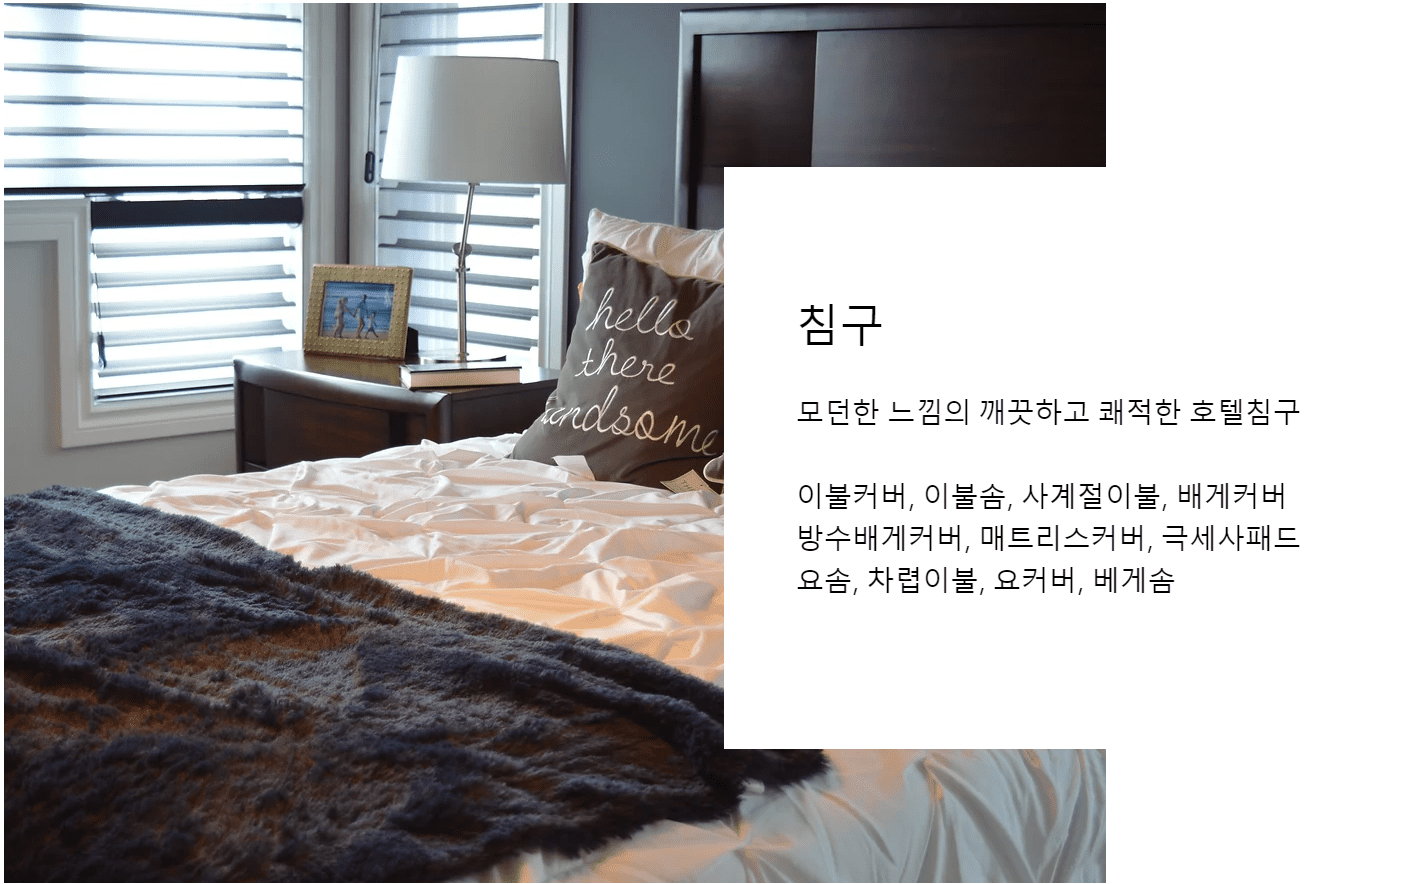 hello
there
handsome
침구
모던한 느낌의 깨끗하고 쾌적한 호텔침구
이불커버, 이불솜, 사계절이불, 배게커버
방수배게커버, 매트리스커버, 극세사패드
요솜, 차렵이불, 요커버, 베게솜